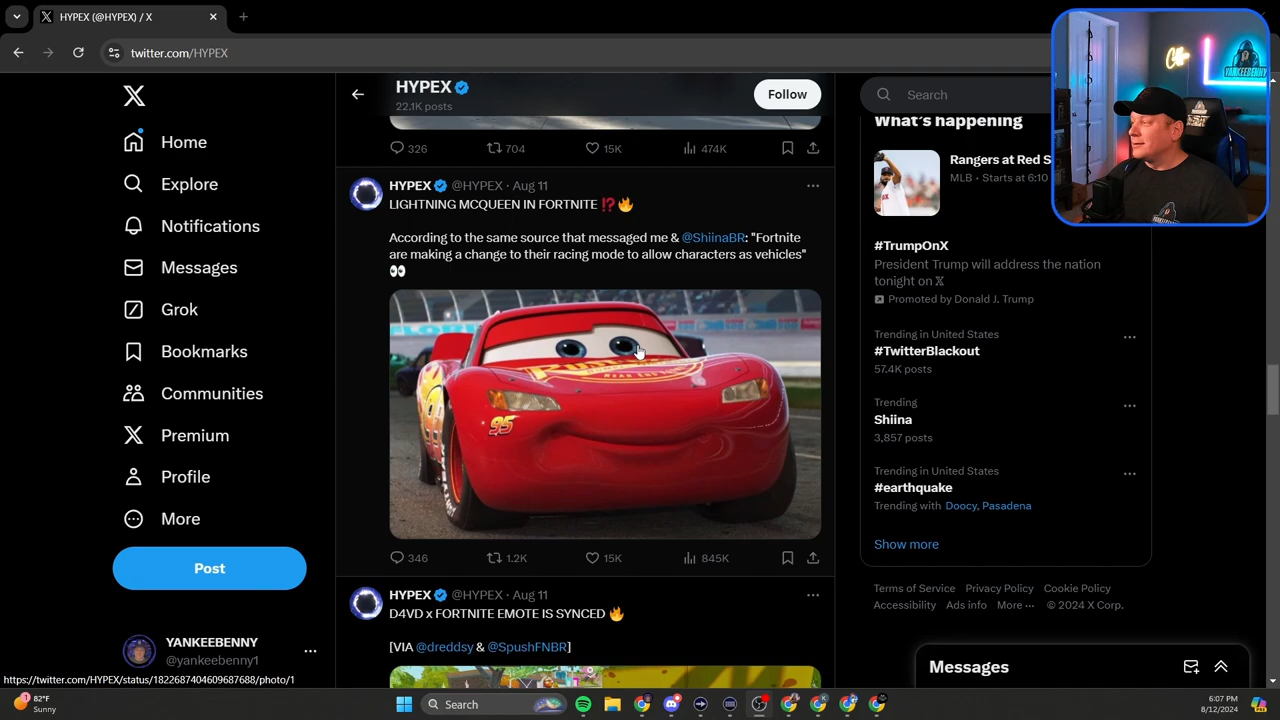 HYPEX (@HYPEX) / X
twitter.com/HYPEX
HYPEX
22.1K posts
Follow
Search
Home
Explore
Notifications
Messages
Grok
Bookmarks
Communities
Premium
Profile
More
Post
YANKEEBENNY
@yankeebenny1
326
704
15K
474K
HYPEX @HYPEX · Aug 11
LIGHTNING MCQUEEN IN FORTNITE ⁉️🔥
According to the same source that messaged me & @ShiinaBR: "Fortnite
are making a change to their racing mode to allow characters as vehicles"
👀
95
346
1.2K
15K
845K
HYPEX @HYPEX · Aug 11
D4VD x FORTNITE EMOTE IS SYNCED 🔥
[VIA @dreddsy & @SpushFNBR]
What's happening
Rangers at Red S
MLB · Starts at 6:10
#TrumpOnX
President Trump will address the nation
tonight on X
Promoted by Donald J. Trump
Trending in United States
#TwitterBlackout
57.4K posts
Trending
Shiina
3,857 posts
Trending in United States
#earthquake
Trending with Doocy, Pasadena
Show more
Terms of Service Privacy Policy Cookie Policy
Accessibility Ads info More ··· © 2024 X Corp.
Messages
YANKEEBENNY
https://twitter.com/HYPEX/status/1822687404609687688/photo/1
82°F
Sunny
Search
6:07 PM
8/12/2024